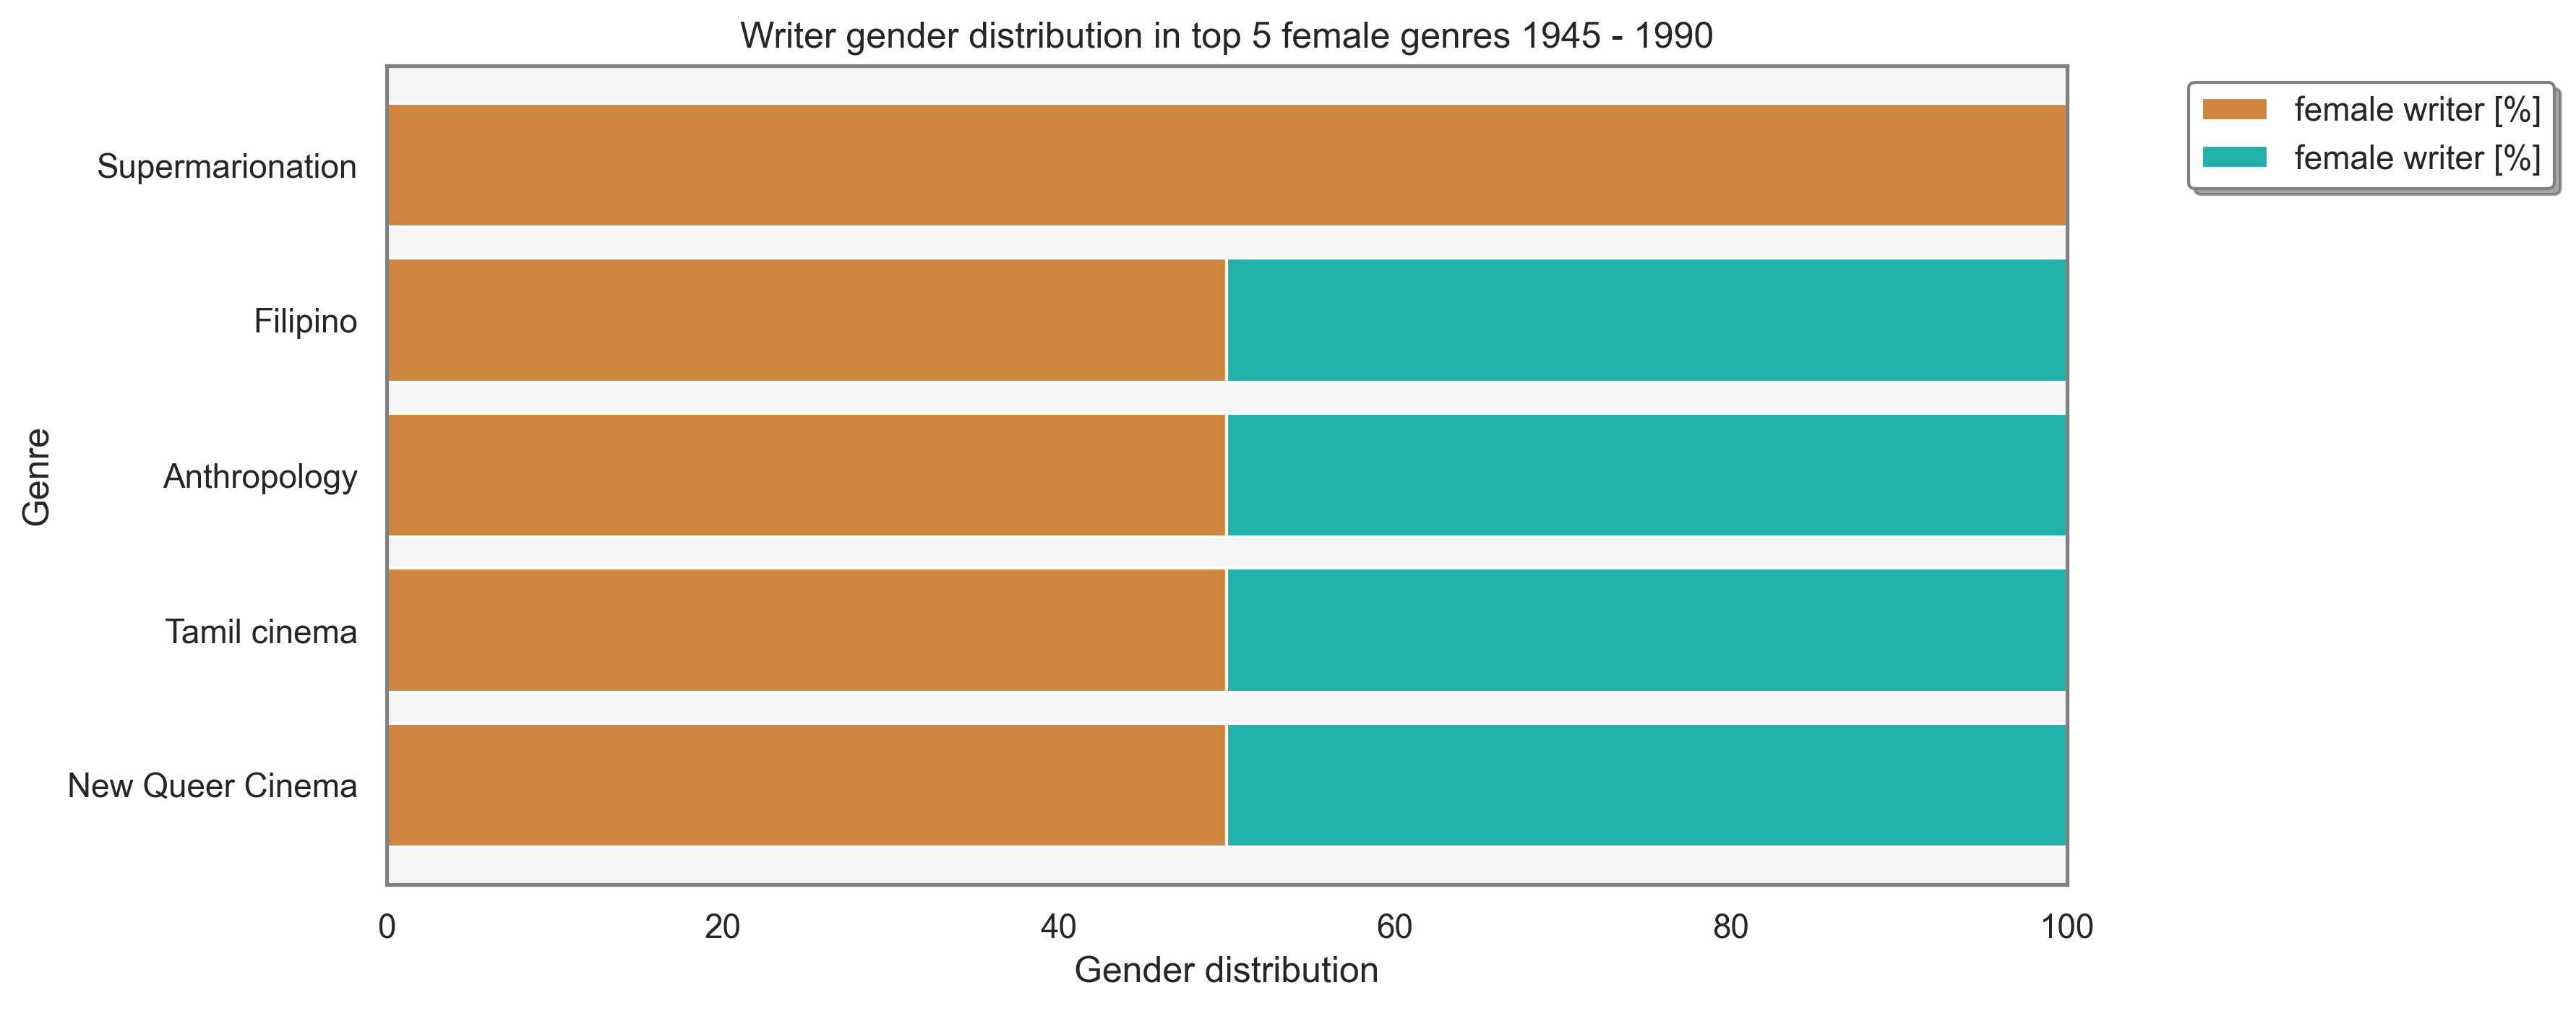 Writer gender distribution in top 5 female genres 1945 - 1990
female writer [%]
female writer [%]
Genre
Supermarionation
Filipino
Anthropology
Tamil cinema
New Queer Cinema
0 20 40 60 80 100
Gender distribution